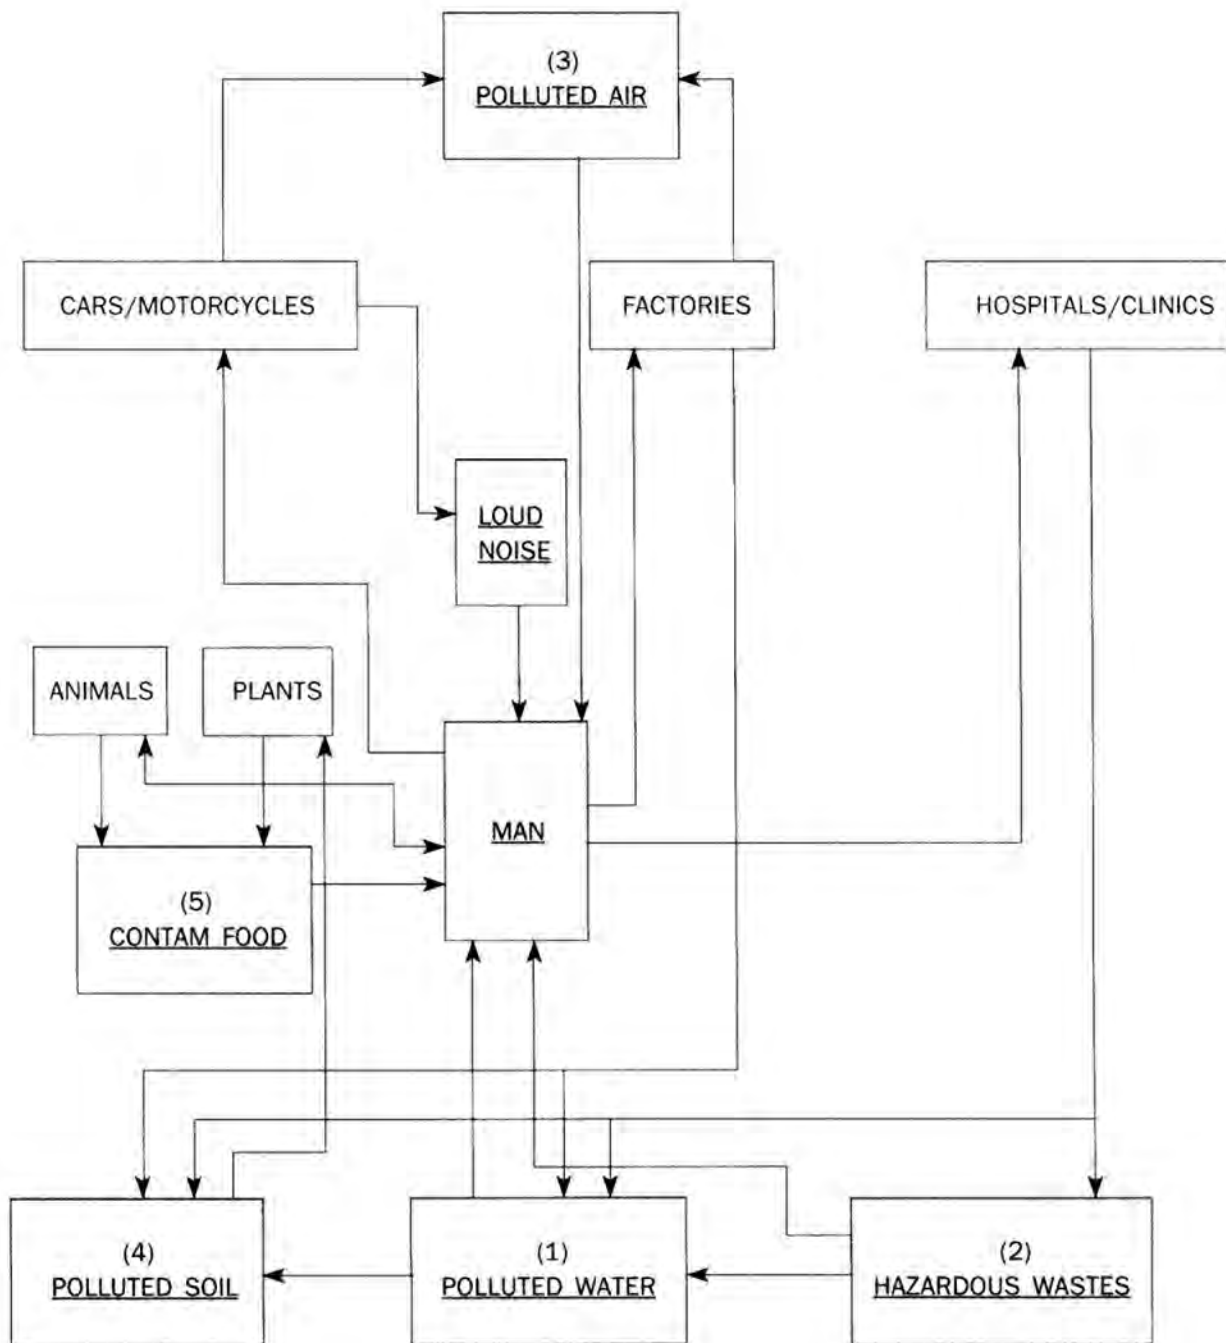 (3)
POLLUTED AIR
CARS/MOTORCYCLES
FACTORIES
HOSPITALS/CLINICS
LOUD
NOISE
ANIMALS
PLANTS
MAN
(5)
CONTAM FOOD
(4)
POLLUTED SOIL
(1)
POLLUTED WATER
(2)
HAZARDOUS WASTES